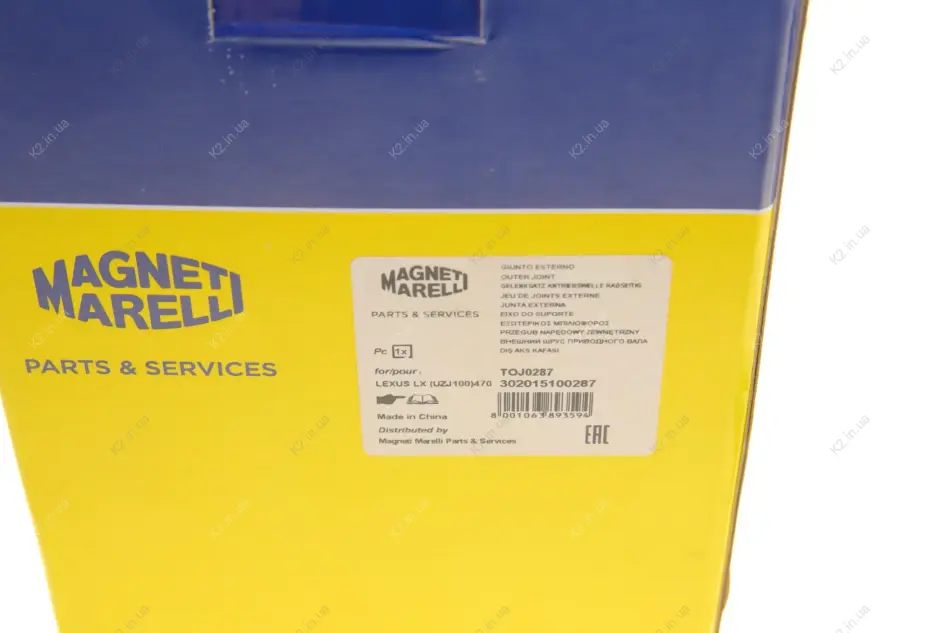 MAGNETI
MARELLI
PARTS & SERVICES
MAGNETI
MARELLI
PARTS & SERVICES
Pc 1x
for/pour:
LEXUS LX (UZJ100)470
Made in China
Distributed by
Magneti Marelli Parts & Services
GIUNTO ESTERNO
OUTER JOINT
GELENKSATZ ANTRIEBSWELLE RADSEITIG
JEU DE JOINTS EXTERNE
JUNTA EXTERNA
EIXO DO SUPORTE
ΕΞΩΤΕΡΙΚΟΣ ΜΠΙΛΙΟΦΟΡΟΣ
PRZEGUB NAPĘDOWY ZEWNĘTRZNY
ВНЕШНИЙ ШРУС ПРИВОДНОГО ВАЛА
DIŞ AKS KAFASI
TOJ0287
302015100287
8 001063 893594
EAC
K2.in.ua